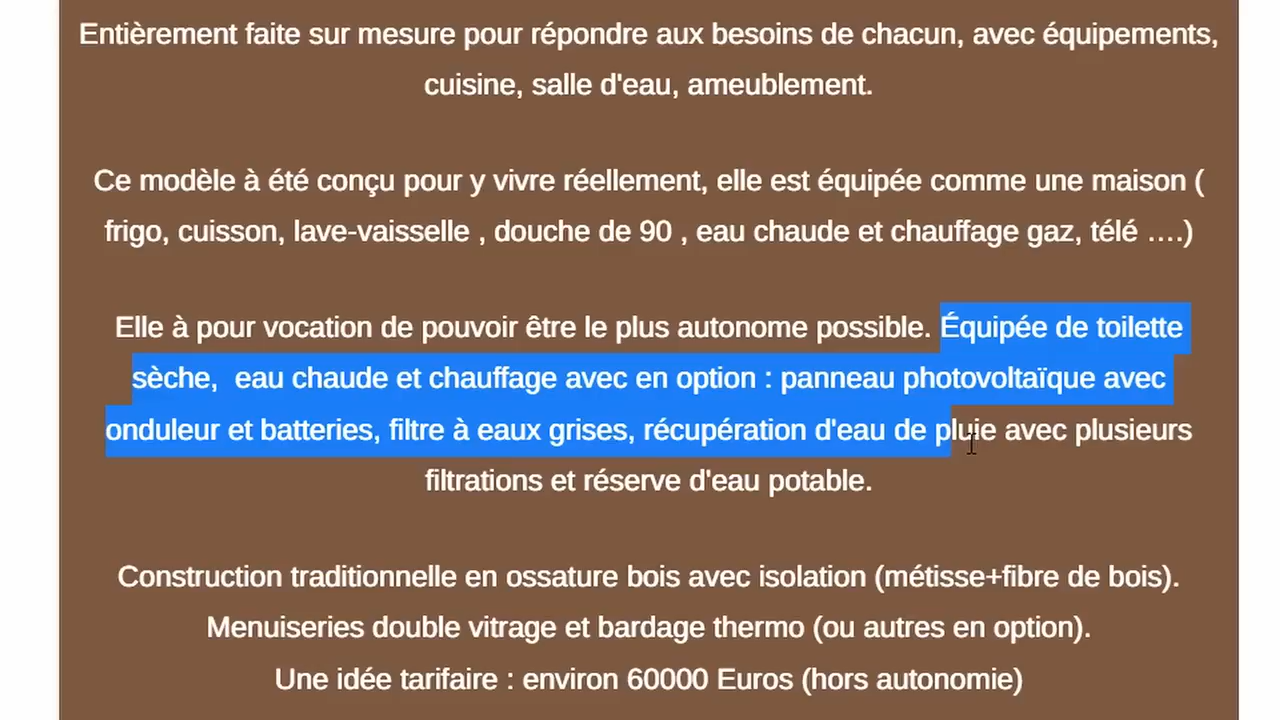 Entièrement faite sur mesure pour répondre aux besoins de chacun, avec équipements,
cuisine, salle d'eau, ameublement.
Ce modèle à été conçu pour y vivre réellement, elle est équipée comme une maison (
frigo, cuisson, lave-vaisselle , douche de 90 , eau chaude et chauffage gaz, télé ….)
Elle à pour vocation de pouvoir être le plus autonome possible. Équipée de toilette
sèche,  eau chaude et chauffage avec en option : panneau photovoltaïque avec
onduleur et batteries, filtre à eaux grises, récupération d'eau de pluie avec plusieurs
filtrations et réserve d'eau potable.
Construction traditionnelle en ossature bois avec isolation (métisse+fibre de bois).
Menuiseries double vitrage et bardage thermo (ou autres en option).
Une idée tarifaire : environ 60000 Euros (hors autonomie)